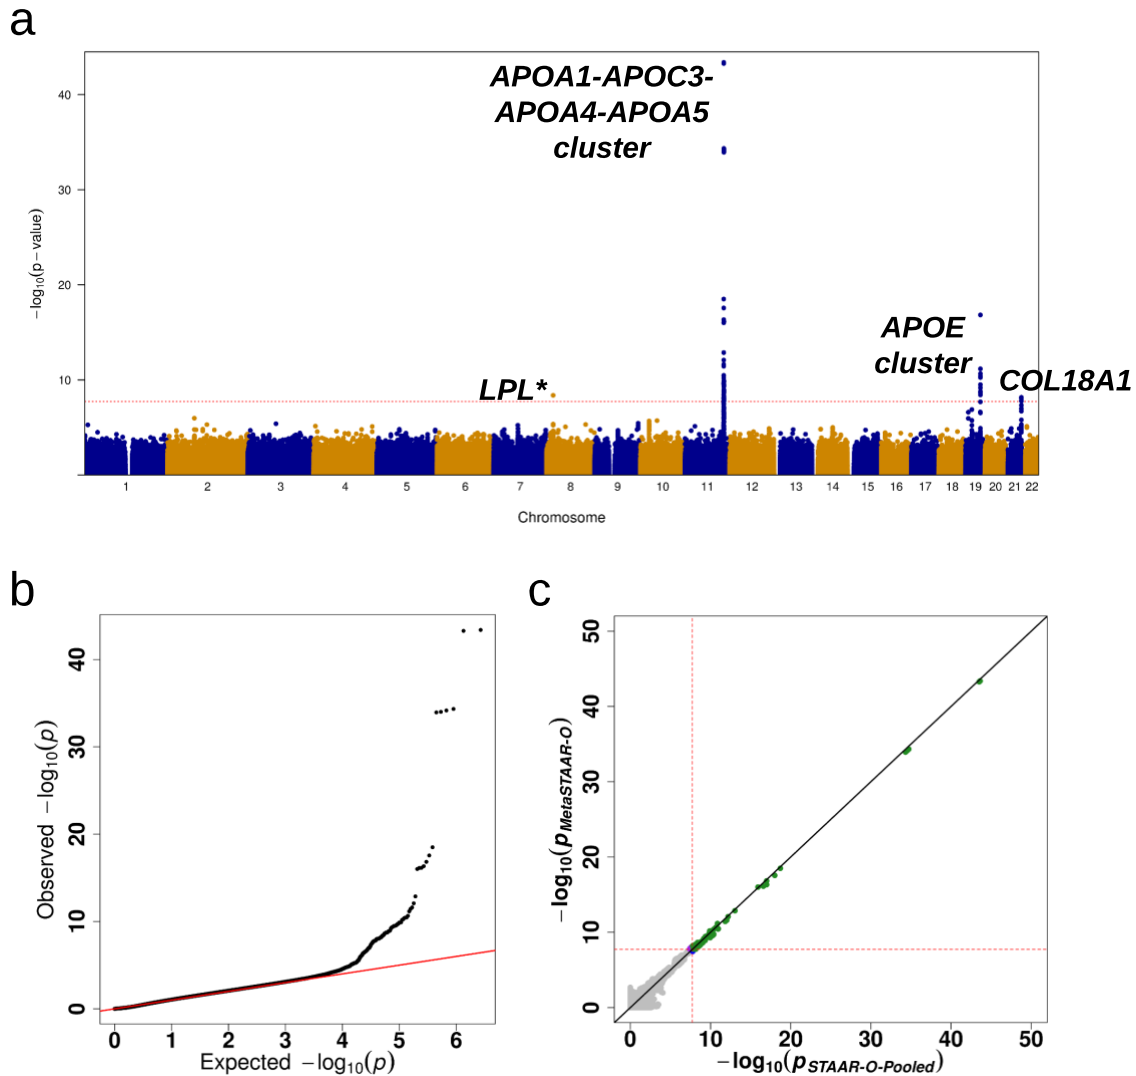 a
APOA1-APOC3-
APOA4-APOA5
cluster
APOE
cluster
LPL*
COL18A1
40
30
20
10
−log10(p−value)
1 2 3 4 5 6 7 8 9 10 11 12 13 14 15 16 17 18 19 20 21 22
Chromosome
b
40
30
20
10
0
Observed −log10(p)
0 1 2 3 4 5 6
Expected −log10(p)
c
50
40
30
20
10
0
−log10(pMetaSTAAR-O)
0 10 20 30 40 50
−log10(pSTAAR-O-Pooled)